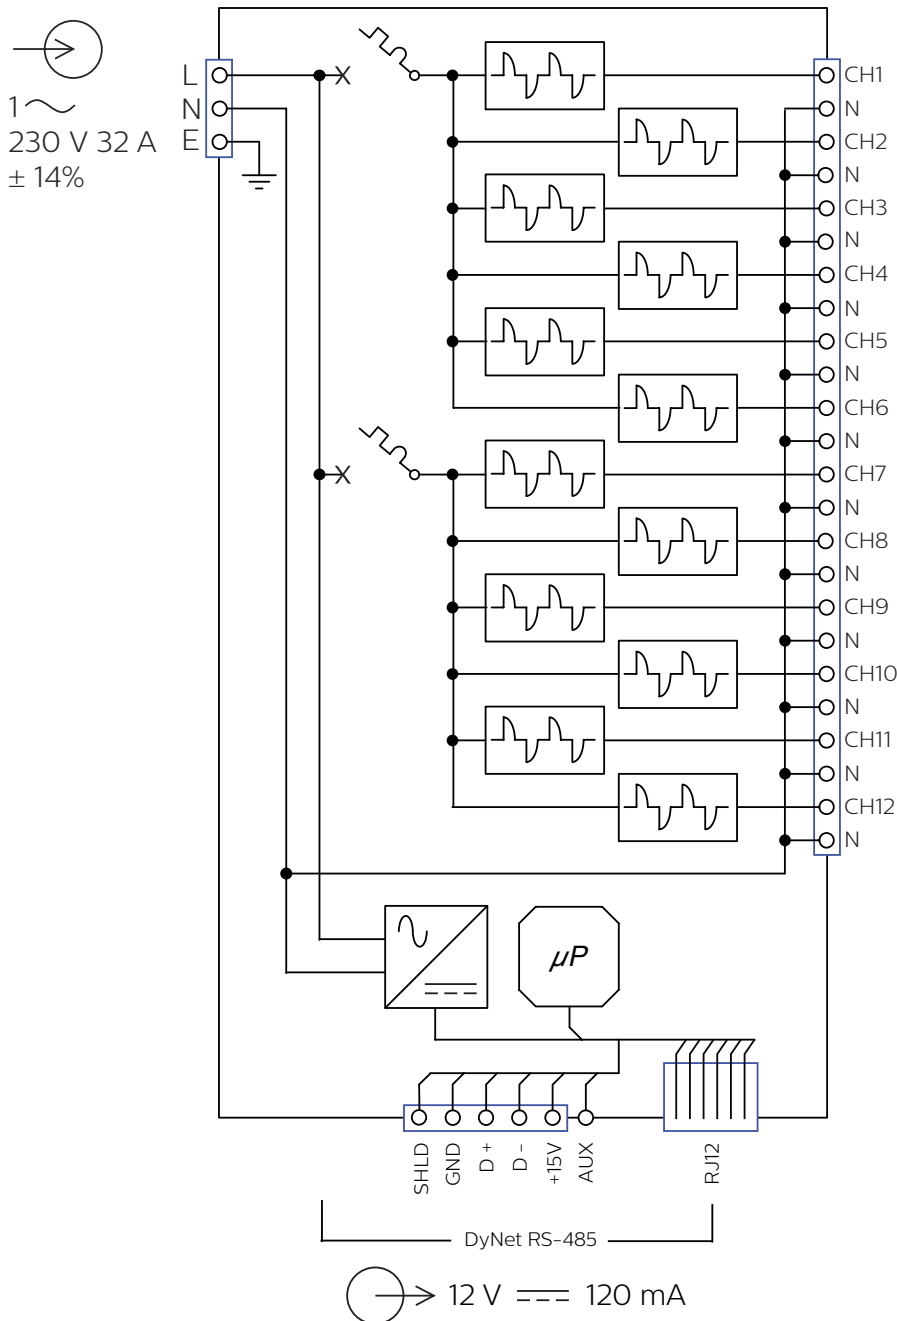 L
1
N
230 V 32 A
E
± 14%
CH1
N
CH2
N
CH3
N
CH4
N
CH5
N
CH6
N
CH7
N
CH8
N
CH9
N
CH10
N
CH11
N
CH12
N
µP
SHLD
GND
D +
D -
+15V
AUX
RJ12
DyNet RS-485
12 V
120 mA